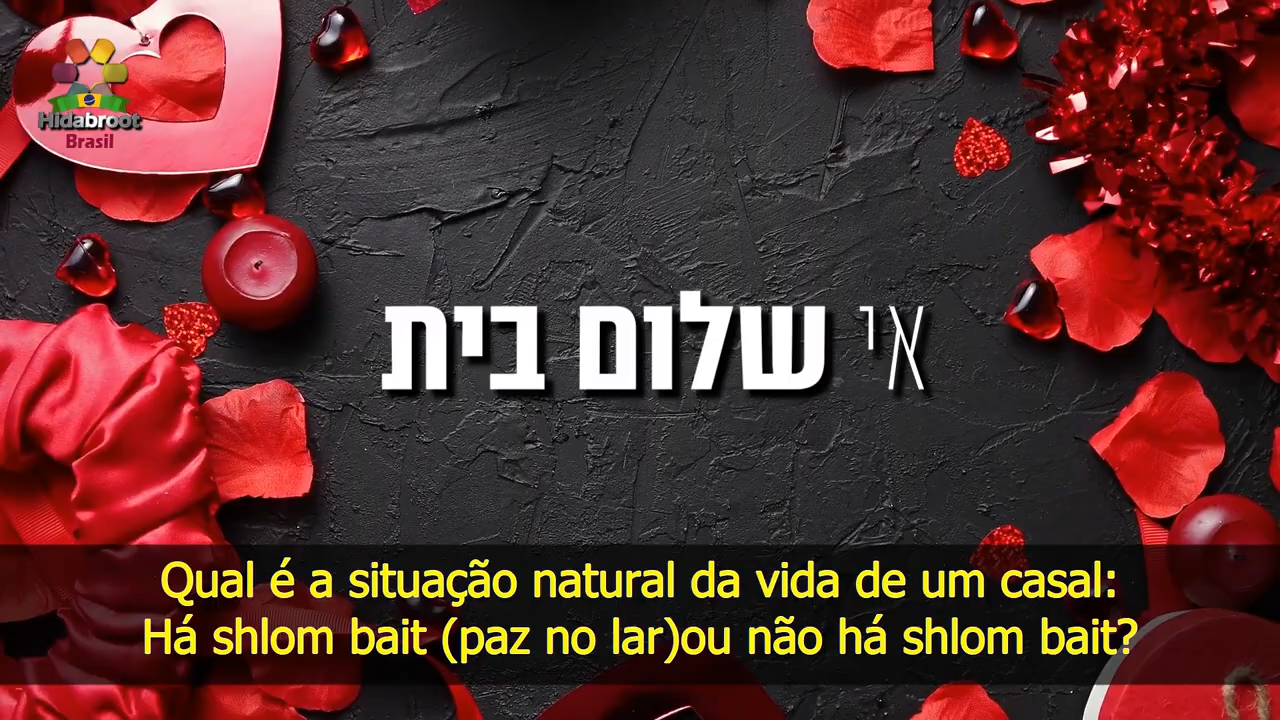 Hidabroot
Brasil
אי שלום בית
Qual é a situação natural da vida de um casal:
Há shlom bait (paz no lar)ou não há shlom bait?